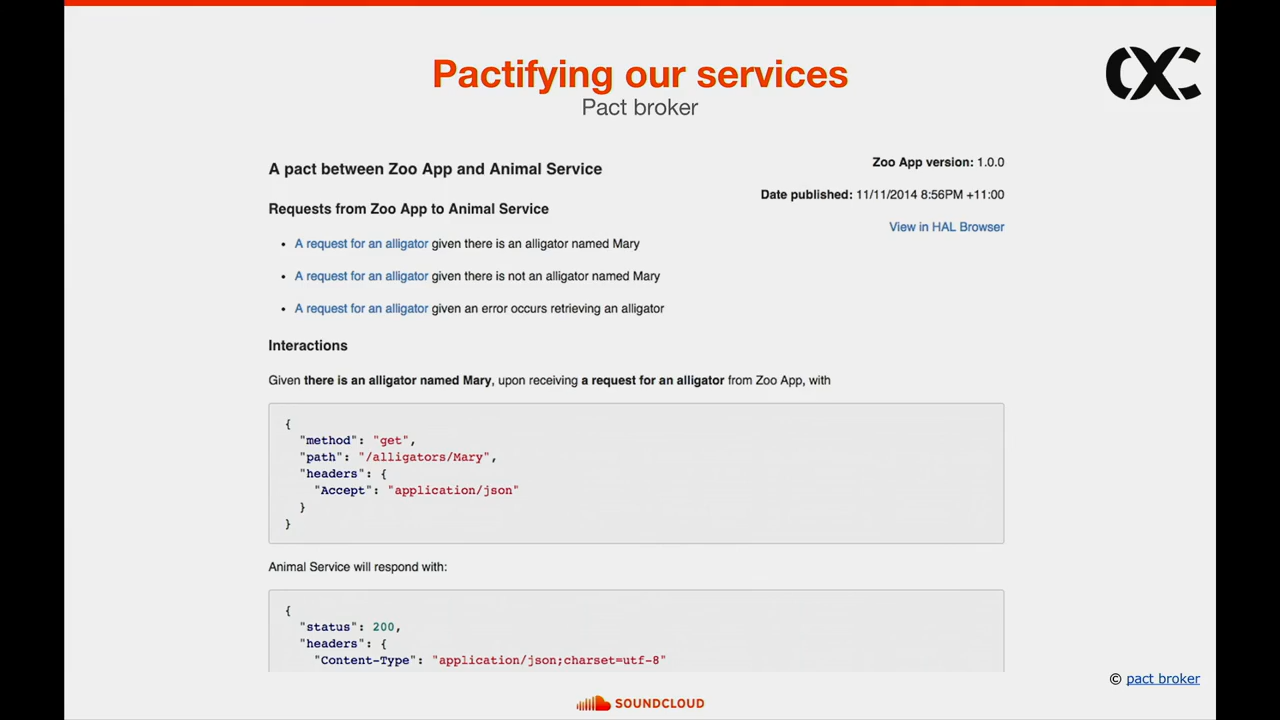 Pactifying our services
Pact broker
A pact between Zoo App and Animal Service
Zoo App version: 1.0.0
Date published: 11/11/2014 8:56PM +11:00
View in HAL Browser
Requests from Zoo App to Animal Service
• A request for an alligator given there is an alligator named Mary
• A request for an alligator given there is not an alligator named Mary
• A request for an alligator given an error occurs retrieving an alligator
Interactions
Given there is an alligator named Mary, upon receiving a request for an alligator from Zoo App, with
{
"method": "get",
"path": "/alligators/Mary",
"headers": {
"Accept": "application/json"
}
}
Animal Service will respond with:
{
"status": 200,
"headers": {
"Content-Type": "application/json;charset=utf-8"
© pact broker
SOUNDCLOUD